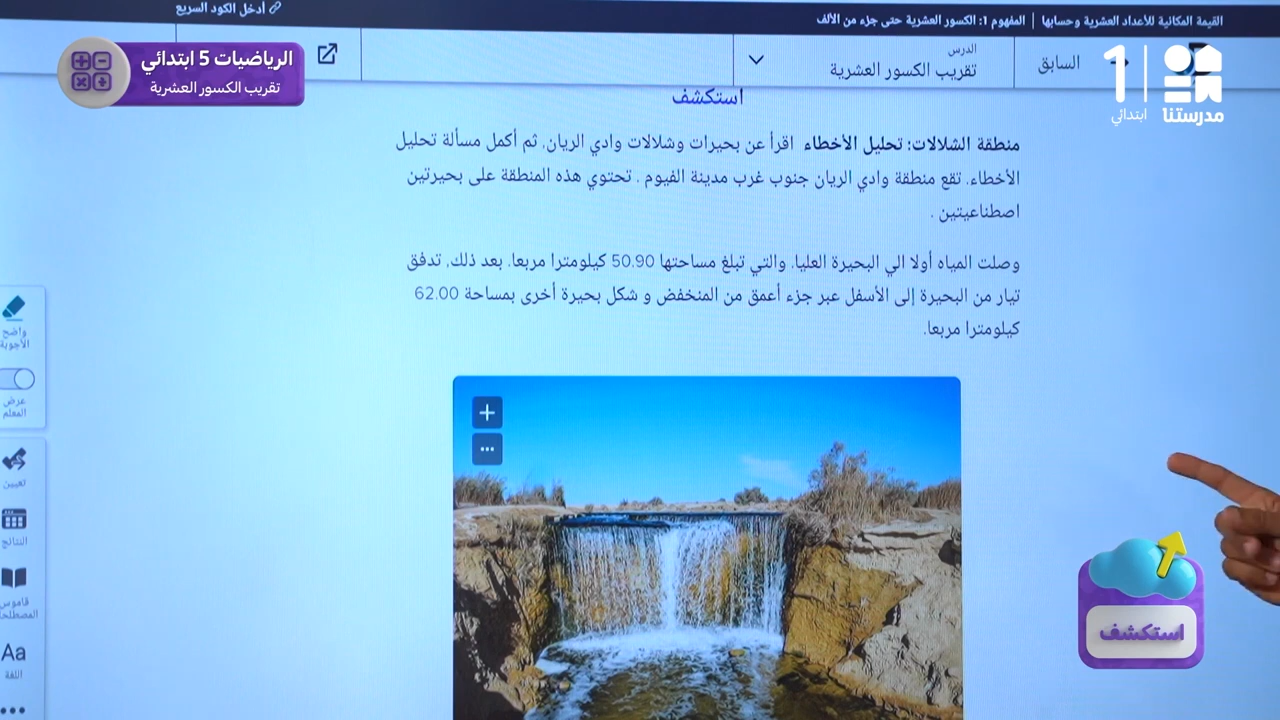 القيمة المكانية للأعداد العشرية وحسابها | المفهوم 1: الكسور العشرية حتى جزء من الألف
أدخل الكود السريع
السابق
الدرس
تقريب الكسور العشرية
الرياضيات 5 ابتدائي
تقريب الكسور العشرية
1
ابتدائي
مدرستنا
استكشف
منطقة الشلالات: تحليل الأخطاء اقرأ عن بحيرات وشلالات وادي الريان, ثم أكمل مسألة تحليل
الأخطاء. تقع منطقة وادي الريان جنوب غرب مدينة الفيوم . تحتوي هذه المنطقة على بحيرتين
اصطناعيتين .
وصلت المياه أولا الي البحيرة العليا, والتي تبلغ مساحتها 50.90 كيلومترا مربعا. بعد ذلك, تدفق
تيار من البحيرة إلى الأسفل عبر جزء أعمق من المنخفض و شكل بحيرة أخرى بمساحة 62.00
كيلومترا مربعا.
واضح
الأجوبة
عرض
المعلم
تعيين
النتائج
قاموس
Aa
اللغة
استكشف